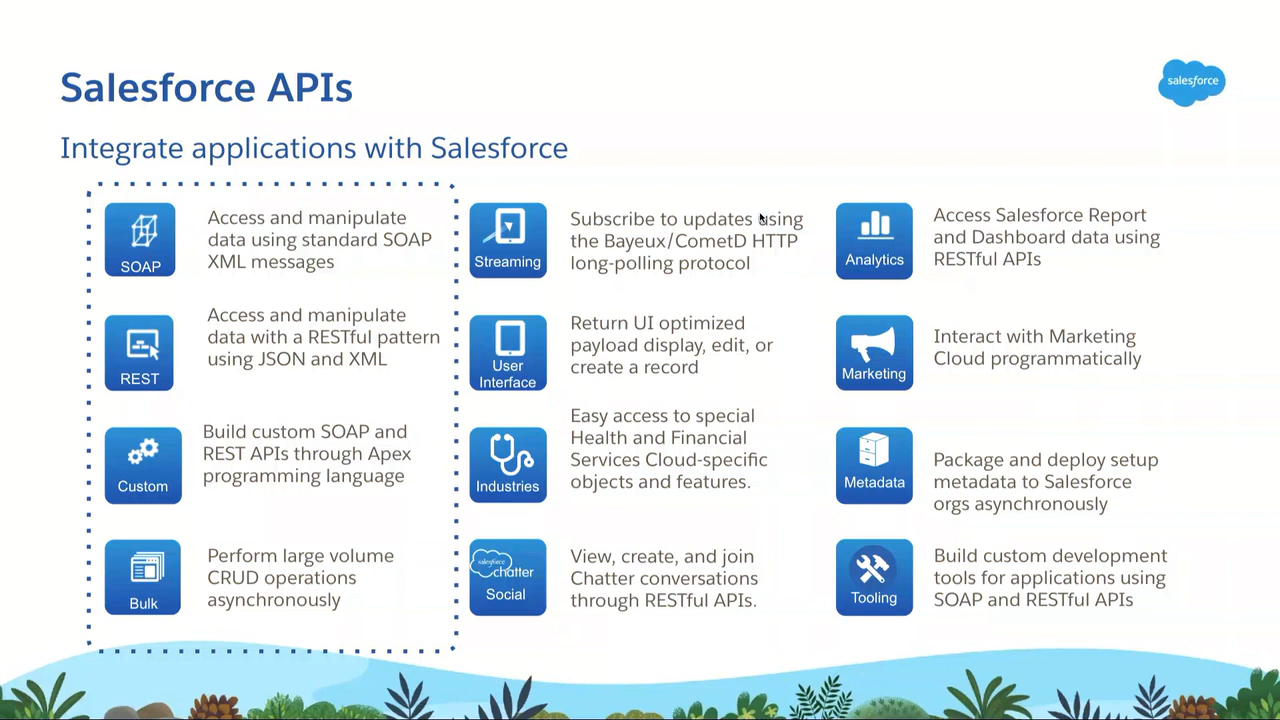 Salesforce APIs
salesforce
Integrate applications with Salesforce
SOAP
Access and manipulate
data using standard SOAP
XML messages
REST
Access and manipulate
data with a RESTful pattern
using JSON and XML
Custom
Build custom SOAP and
REST APIs through Apex
programming language
Bulk
Perform large volume
CRUD operations
asynchronously
Streaming
Subscribe to updates using
the Bayeux/CometD HTTP
long-polling protocol
User
Interface
Return UI optimized
payload display, edit, or
create a record
Industries
Easy access to special
Health and Financial
Services Cloud-specific
objects and features.
salesforce
chatter
Social
View, create, and join
Chatter conversations
through RESTful APIs.
Analytics
Access Salesforce Report
and Dashboard data using
RESTful APIs
Marketing
Interact with Marketing
Cloud programmatically
Metadata
Package and deploy setup
metadata to Salesforce
orgs asynchronously
Tooling
Build custom development
tools for applications using
SOAP and RESTful APIs